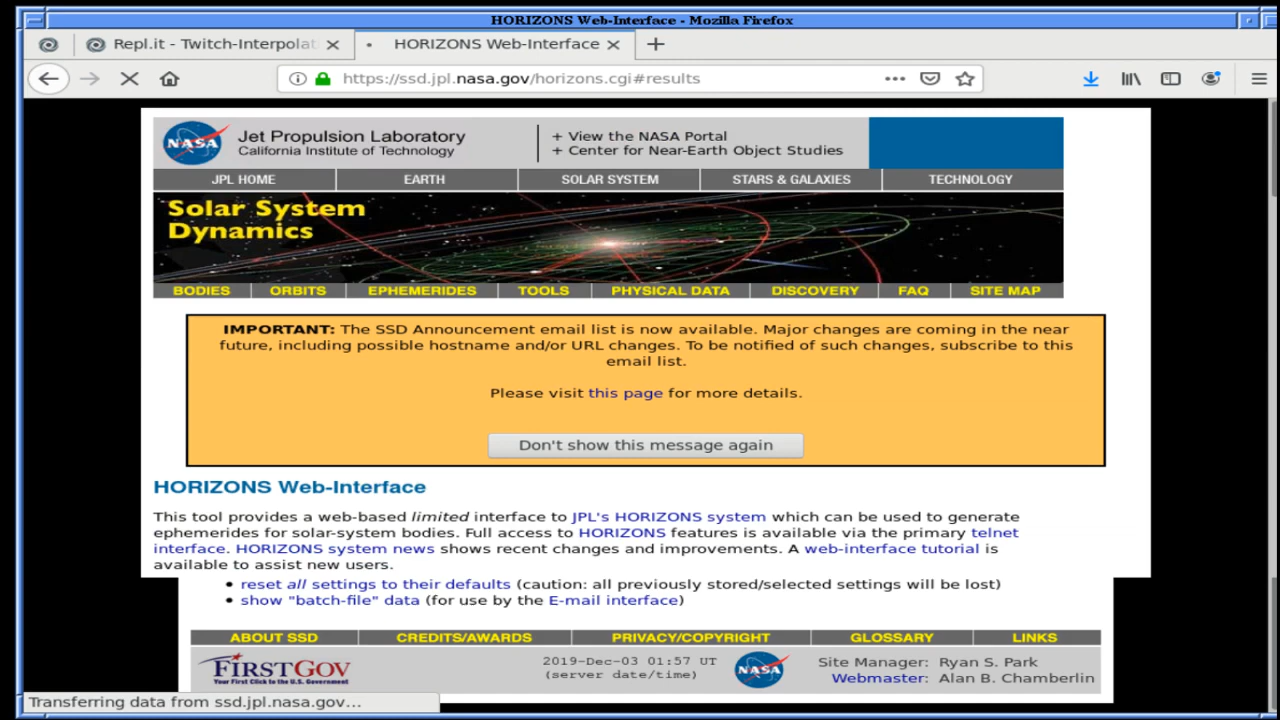 HORIZONS Web-Interface - Mozilla Firefox
Repl.it - Twitch-Interpolat
HORIZONS Web-Interface
https://ssd.jpl.nasa.gov/horizons.cgi#results
NASA
Jet Propulsion Laboratory
California Institute of Technology
+ View the NASA Portal
+ Center for Near-Earth Object Studies
JPL HOME EARTH SOLAR SYSTEM STARS & GALAXIES TECHNOLOGY
Solar System
Dynamics
BODIES ORBITS EPHEMERIDES TOOLS PHYSICAL DATA DISCOVERY FAQ SITE MAP
IMPORTANT: The SSD Announcement email list is now available. Major changes are coming in the near
future, including possible hostname and/or URL changes. To be notified of such changes, subscribe to this
email list.
Please visit this page for more details.
Don't show this message again
HORIZONS Web-Interface
This tool provides a web-based limited interface to JPL's HORIZONS system which can be used to generate
ephemerides for solar-system bodies. Full access to HORIZONS features is available via the primary telnet
interface. HORIZONS system news shows recent changes and improvements. A web-interface tutorial is
available to assist new users.
• reset all settings to their defaults (caution: all previously stored/selected settings will be lost)
• show "batch-file" data (for use by the E-mail interface)
ABOUT SSD CREDITS/AWARDS PRIVACY/COPYRIGHT GLOSSARY LINKS
FIRSTGOV
Your First Click to the U.S. Government
2019-Dec-03 01:57 UT
(server date/time)
NASA
Site Manager: Ryan S. Park
Webmaster: Alan B. Chamberlin
Transferring data from ssd.jpl.nasa.gov...